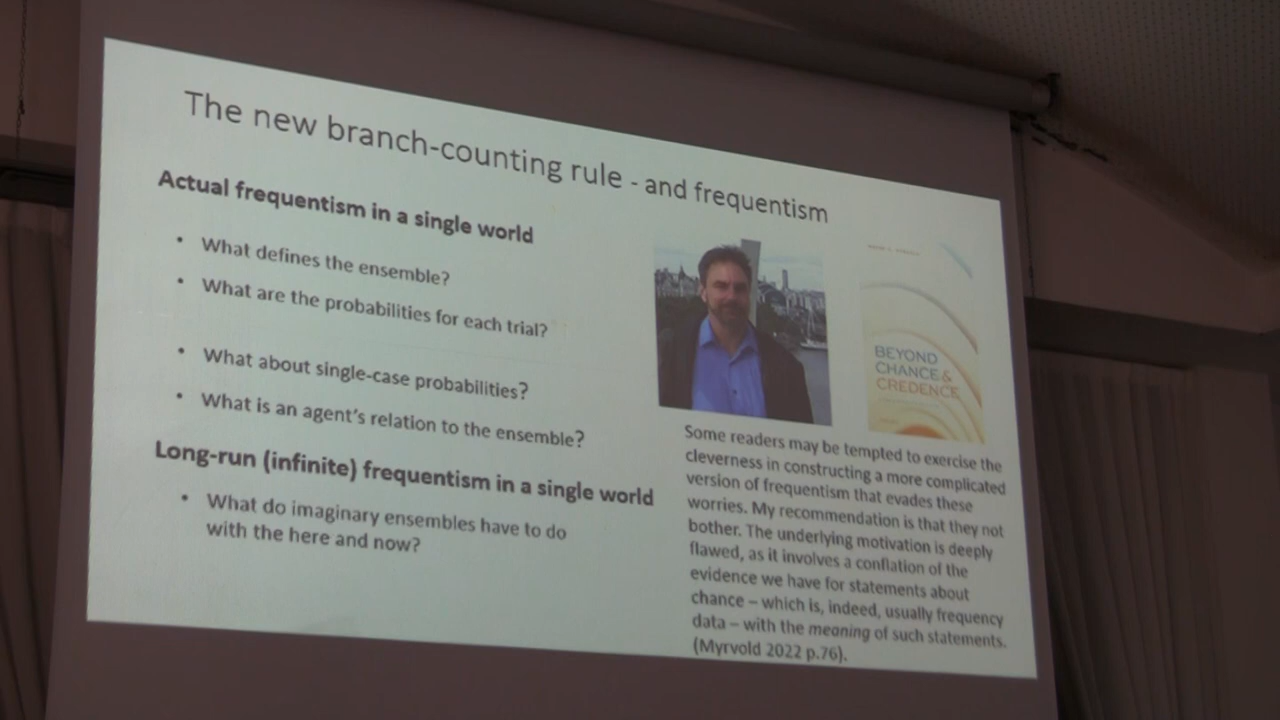 The new branch-counting rule - and frequentism
Actual frequentism in a single world
• What defines the ensemble?
• What are the probabilities for each trial?
• What about single-case probabilities?
• What is an agent's relation to the ensemble?
Long-run (infinite) frequentism in a single world
• What do imaginary ensembles have to do
with the here and now?
BEYOND
CHANCE &
CREDENCE
Some readers may be tempted to exercise the
cleverness in constructing a more complicated
version of frequentism that evades these
worries. My recommendation is that they not
bother. The underlying motivation is deeply
flawed, as it involves a conflation of the
evidence we have for statements about
chance – which is, indeed, usually frequency
data – with the meaning of such statements.
(Myrvold 2022 p.76).